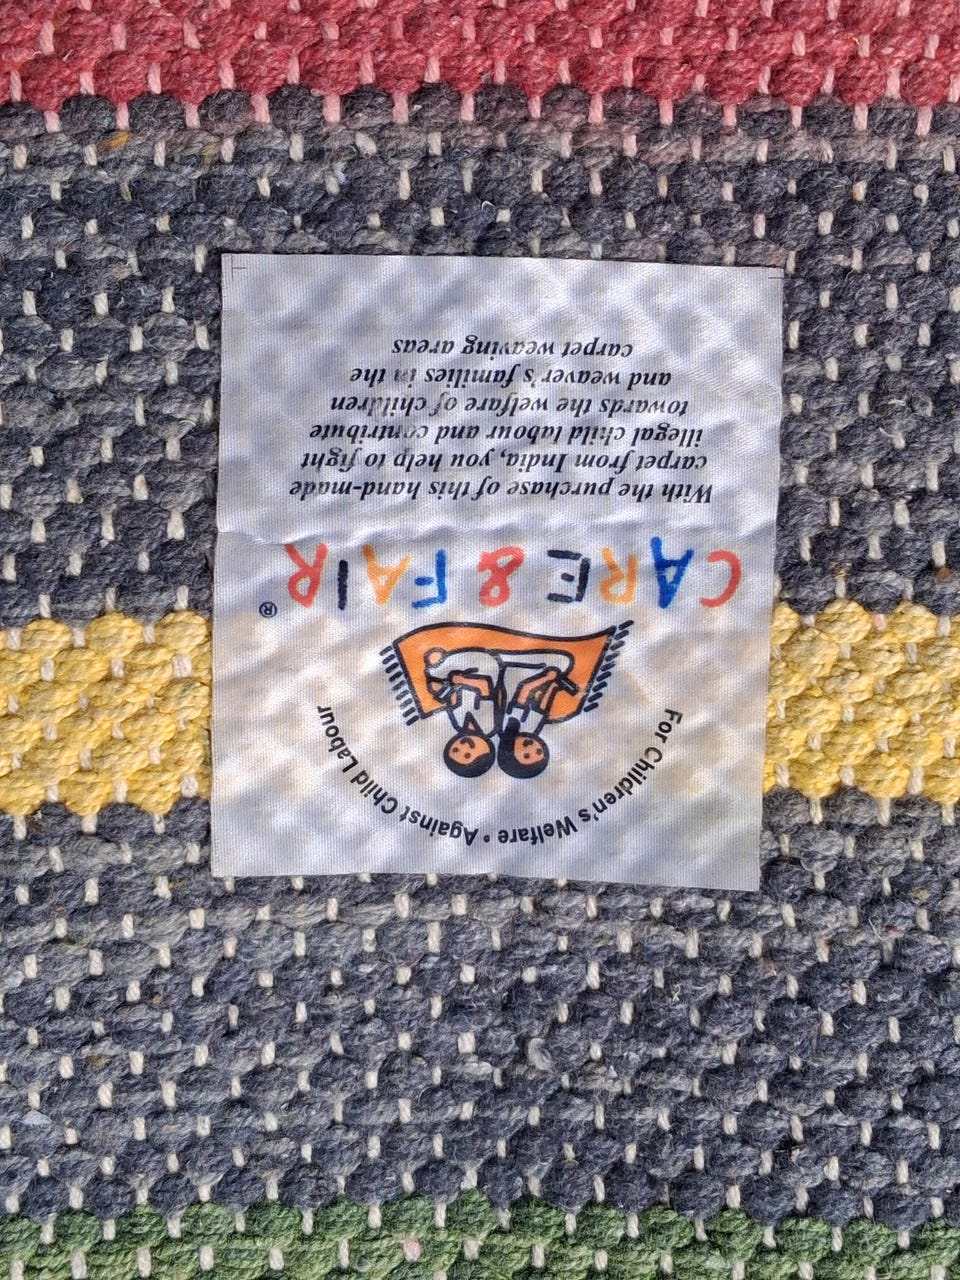 For Children's Welfare • Against Child Labour
CARE & FAIR®
With the purchase of this hand-made
carpet from India, you help to fight
illegal child labour and contribute
towards the welfare of children
and weaver's families in the
carpet weaving areas